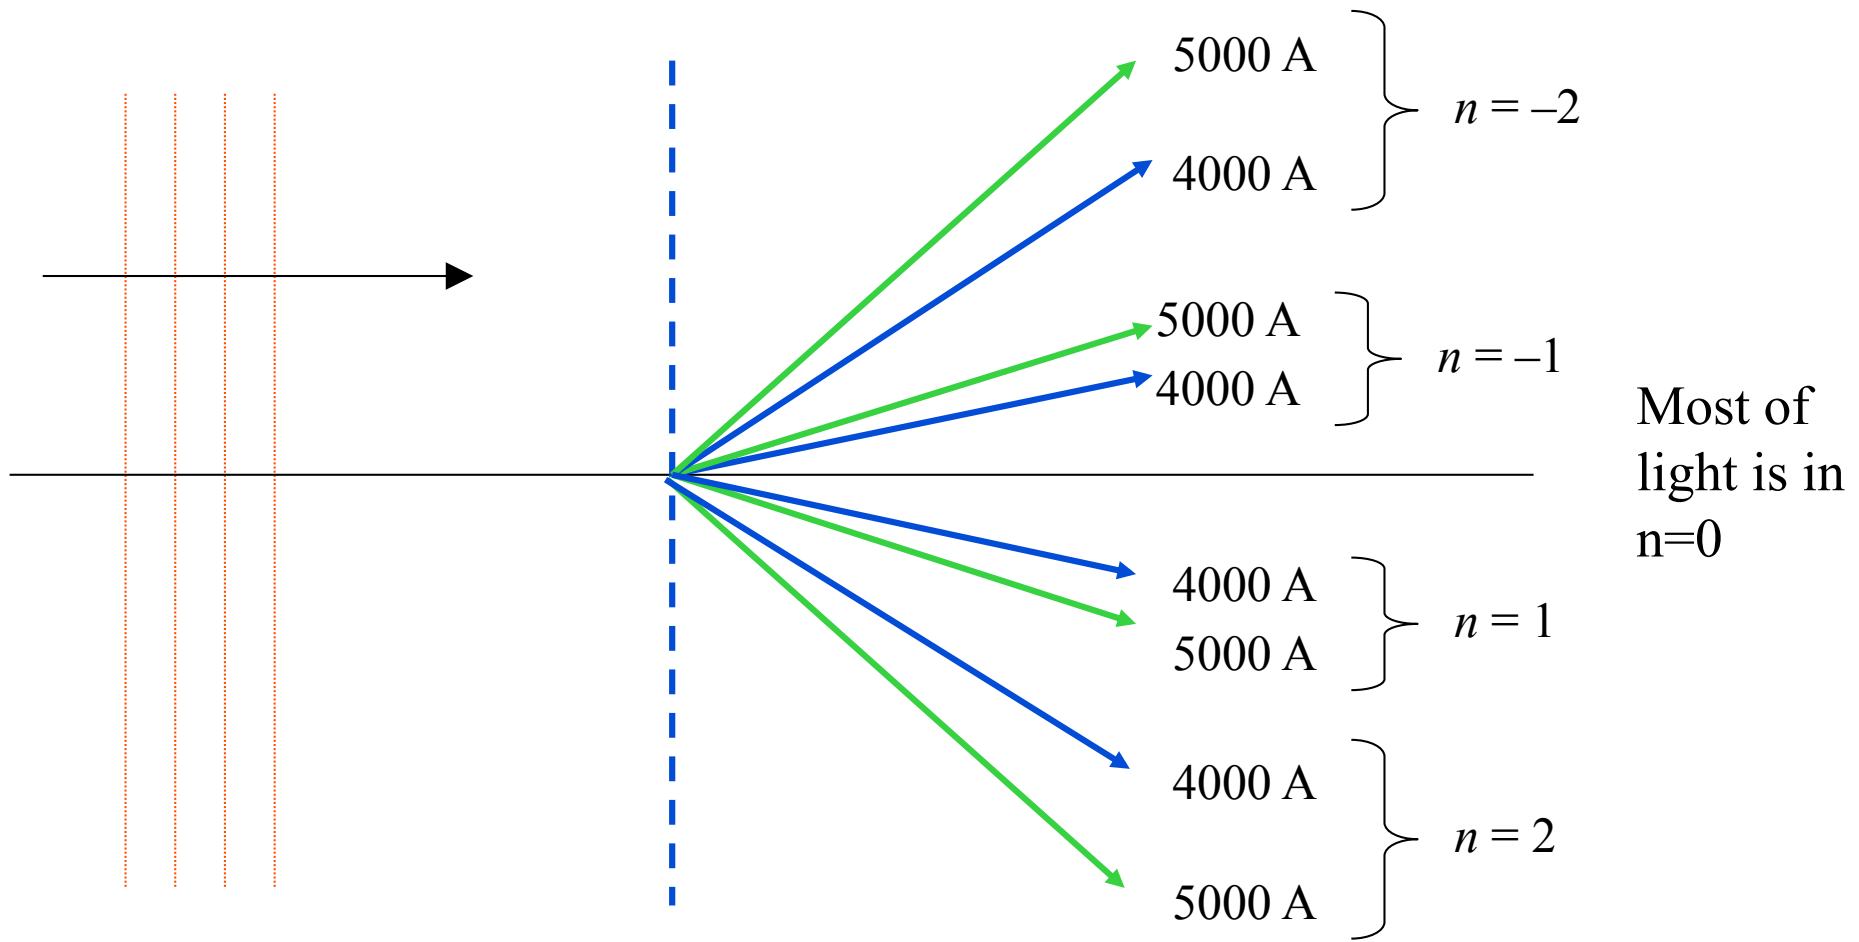 5000 A
4000 A
n = –2
5000 A
4000 A
n = –1
Most of
light is in
n=0
4000 A
5000 A
n = 1
4000 A
5000 A
n = 2